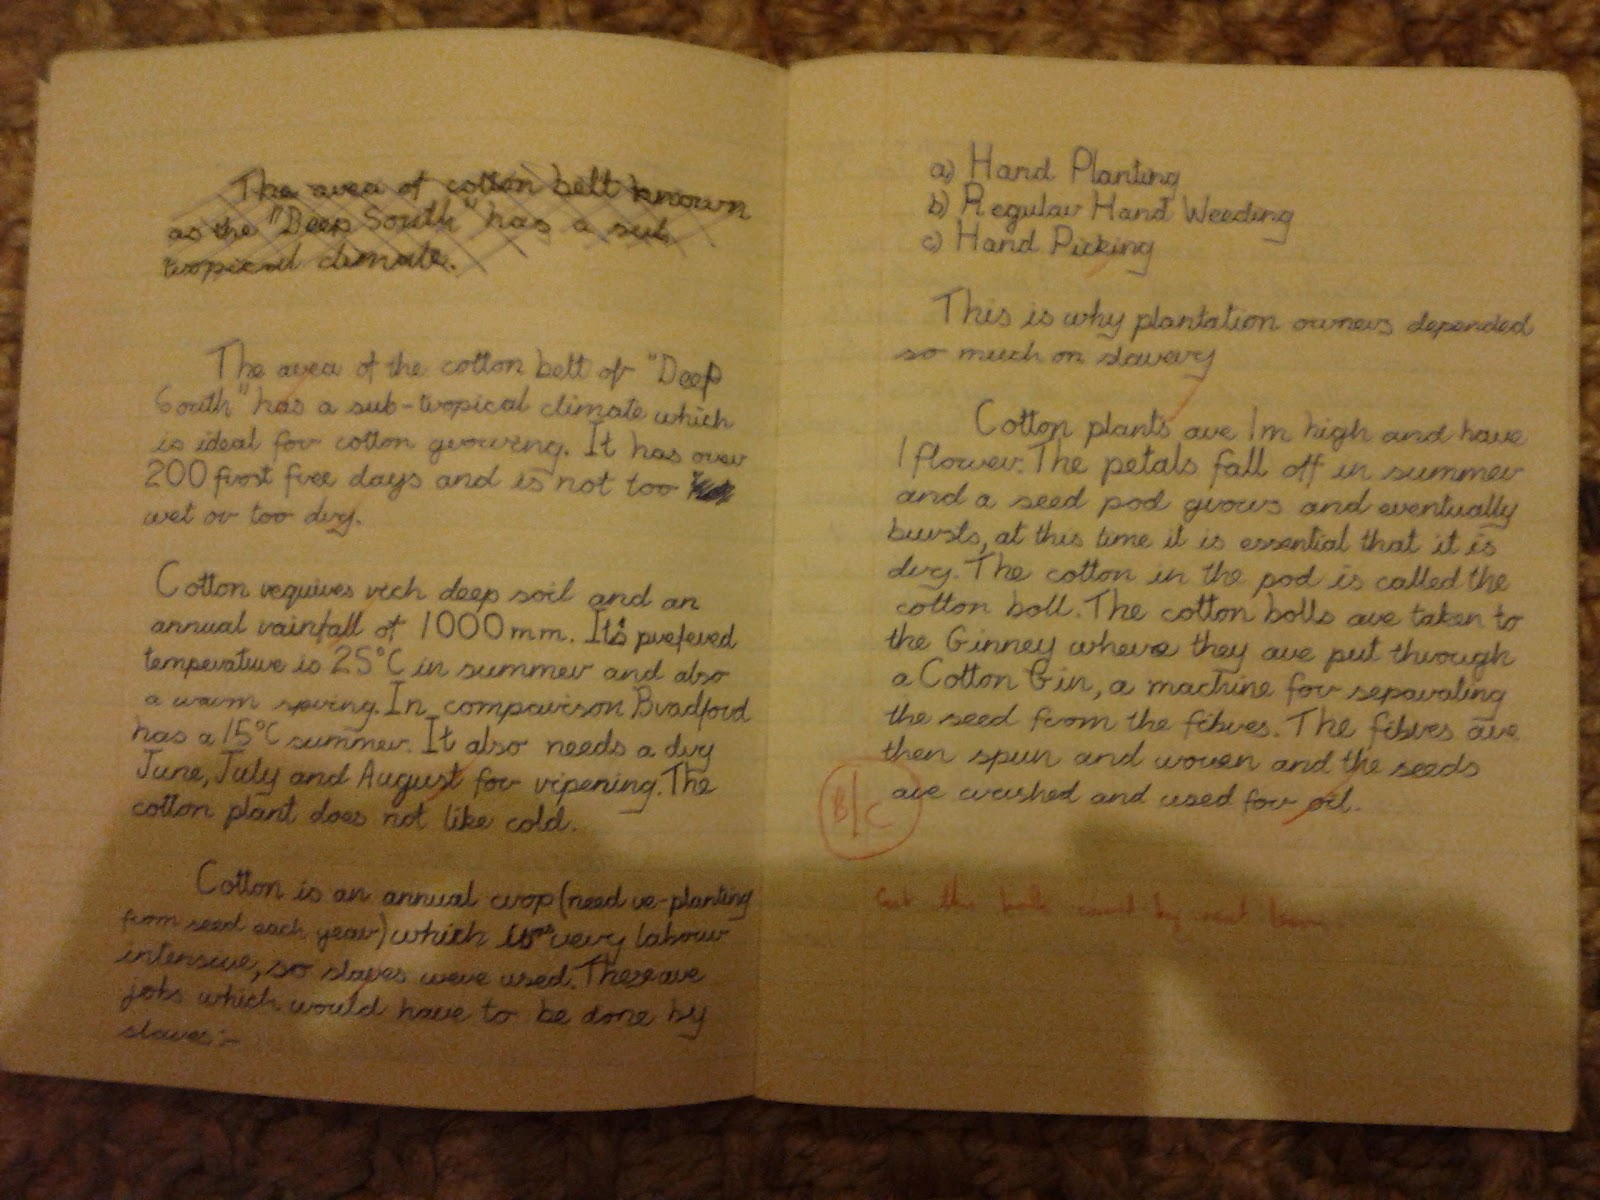 The area of cotton belt known
as the "Deep South" has a sub
tropical climate.
The area of the cotton belt of "Deep
South" has a sub-tropical climate which
is ideal for cotton growing. It has over
200 frost free days and is not too
wet or too dry.
Cotton requires rich deep soil and an
annual rainfall of 1000mm. It's prefered
temperature is 25°C in summer and also
a warm spring. In comparison Bradford
has a 15°C summer. It also needs a dry
June, July and August for ripening. The
cotton plant does not like cold.
Cotton is an annual crop (need re-planting
from seed each year) which is very labour
intensive, so slaves were used. These are
jobs which would have to be done by
slaves:-
a) Hand Planting
b) Regular Hand Weeding
c) Hand Picking
This is why plantation owners depended
so much on slavery
Cotton plants are 1m high and have
1 flower. The petals fall off in summer
and a seed pod grows and eventually
bursts, at this time it is essential that it is
dry. The cotton in the pod is called the
cotton boll. The cotton bolls are taken to
the Ginney where they are put through
a Cotton Gin, a machine for separating
the seed from the fibres. The fibres are
then spun and woven and the seeds
are crushed and used for oil.
B/C
this by next